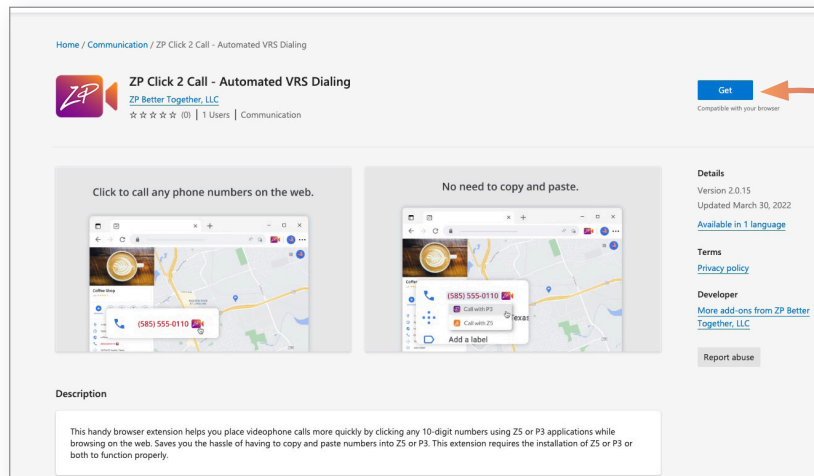 Home / Communication / ZP Click 2 Call - Automated VRS Dialing
ZP
ZP Click 2 Call - Automated VRS Dialing
ZP Better Together, LLC
(0) | 1 Users | Communication
Get
Compatible with your browser
Click to call any phone numbers on the web.
Coffee Shop
(585) 555-0110
No need to copy and paste.
(585) 555-0110
Call with P3
Call with Z5
Texas
Add a label
Details
Version 2.0.15
Updated March 30, 2022
Available in 1 language
Terms
Privacy policy
Developer
More add-ons from ZP Better
Together, LLC
Report abuse
Description
This handy browser extension helps you place videophone calls more quickly by clicking any 10-digit numbers using Z5 or P3 applications while
browsing on the web. Saves you the hassle of having to copy and paste numbers into Z5 or P3. This extension requires the installation of Z5 or P3 or
both to function properly.